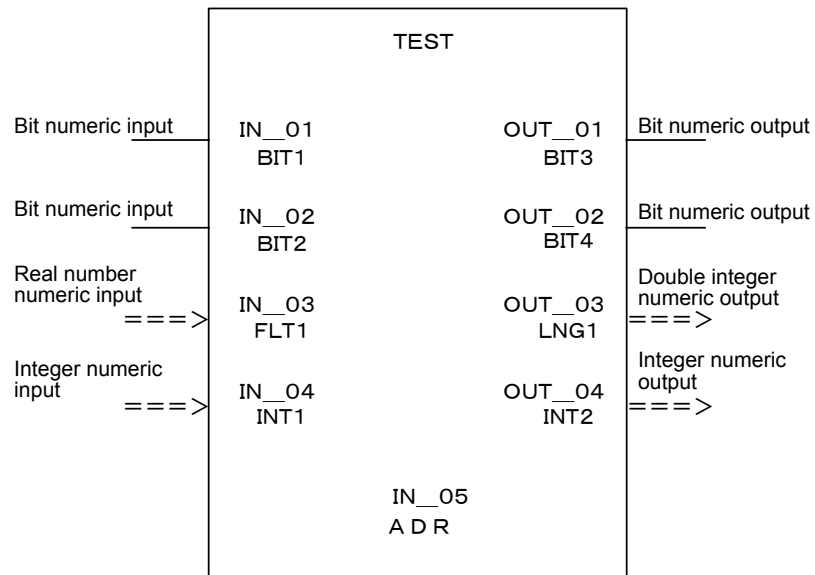 TEST
Bit numeric input
IN__01
BIT1
OUT__01
BIT3
Bit numeric output
Bit numeric input
IN__02
BIT2
OUT__02
BIT4
Bit numeric output
Real number
numeric input
===>
IN__03
FLT1
OUT__03
LNG1
Double integer
numeric output
===>
Integer numeric
input
===>
IN__04
INT1
OUT__04
INT2
Integer numeric
output
===>
IN__05
ADR